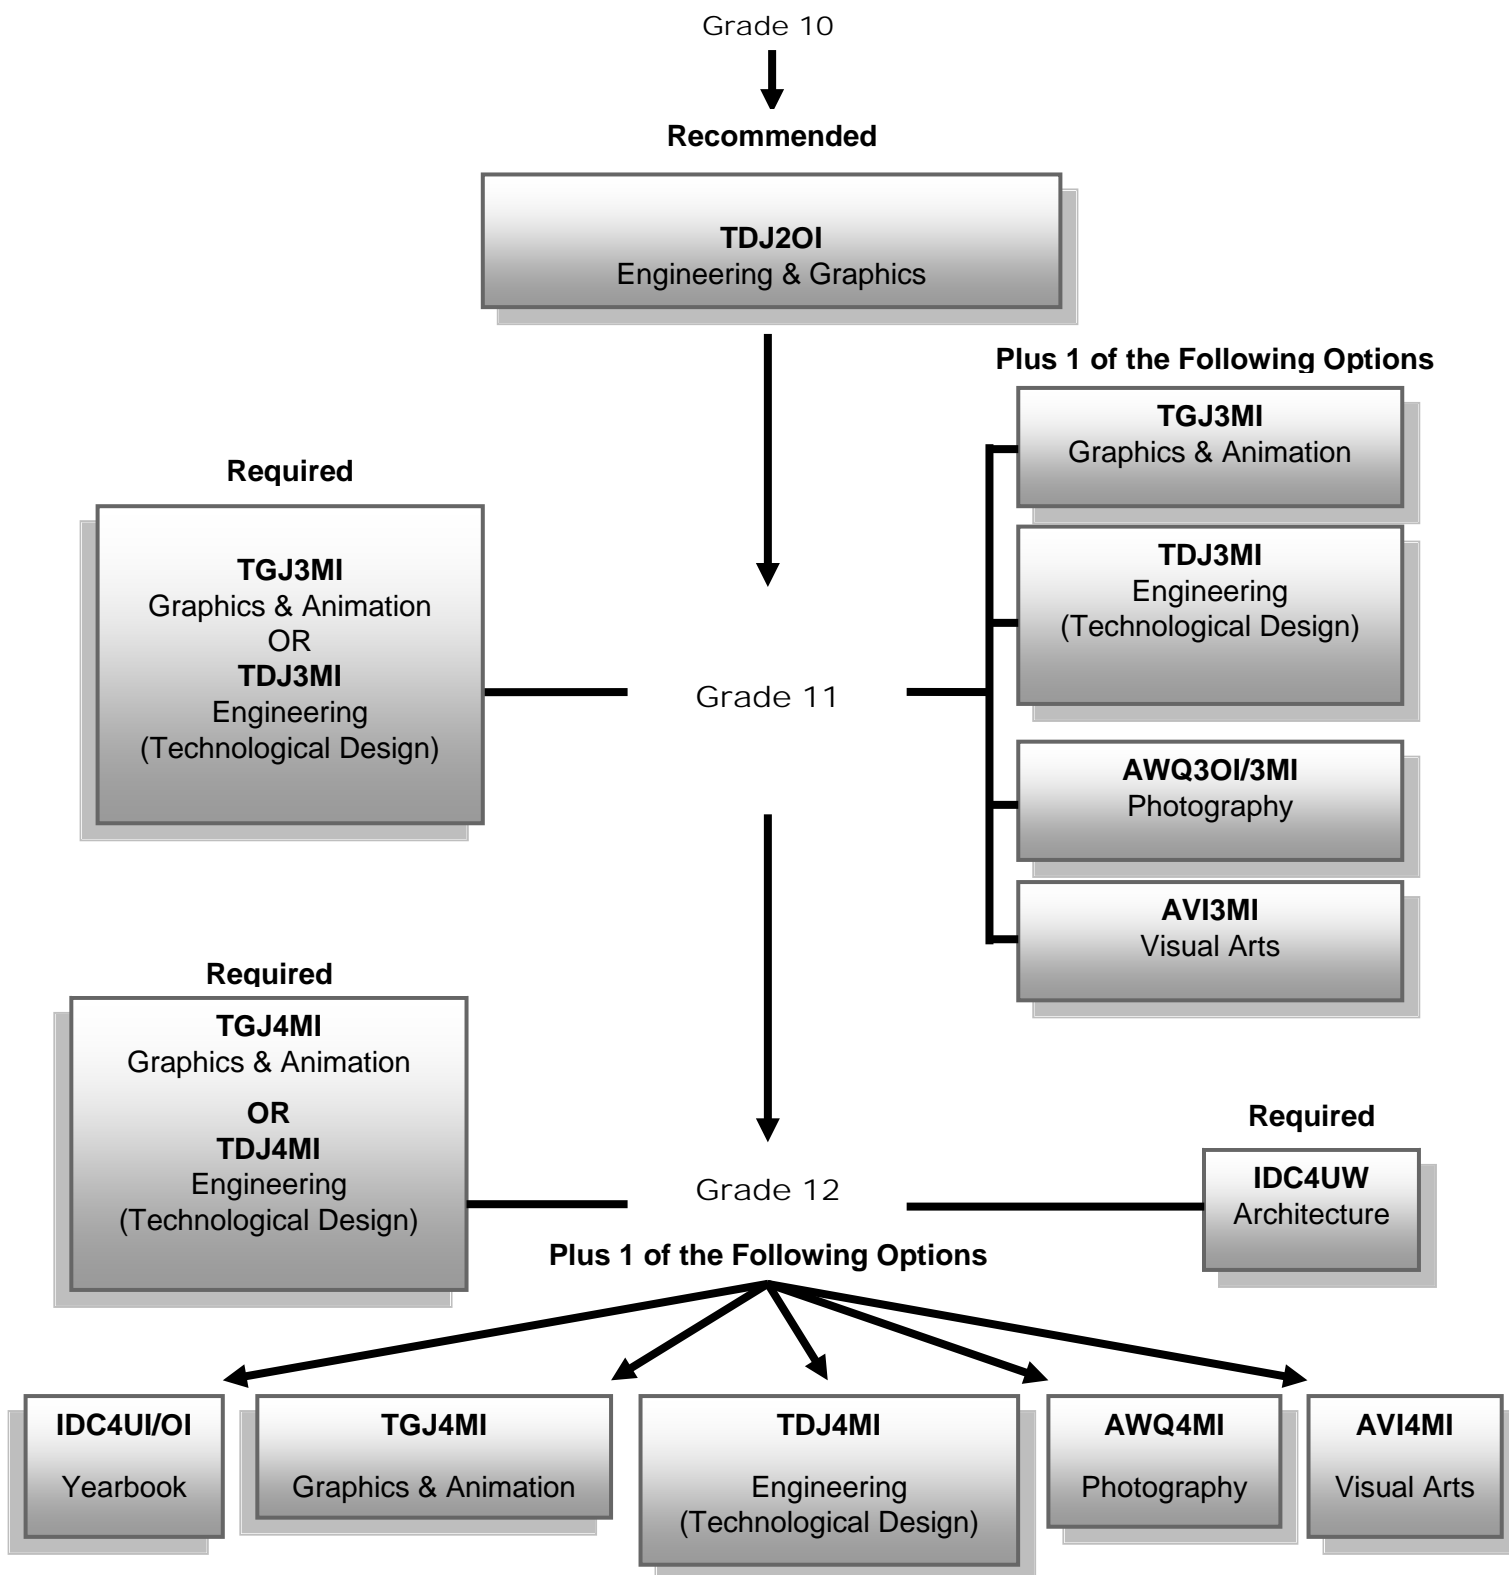 Grade 10
Recommended
TDJ2OI
Engineering & Graphics
Plus 1 of the Following Options
TGJ3MI
Graphics & Animation
TDJ3MI
Engineering
(Technological Design)
AWQ3OI/3MI
Photography
AVI3MI
Visual Arts
Required
TGJ3MI
Graphics & Animation
OR
TDJ3MI
Engineering
(Technological Design)
Grade 11
Required
TGJ4MI
Graphics & Animation
OR
TDJ4MI
Engineering
(Technological Design)
Grade 12
Required
IDC4UW
Architecture
Plus 1 of the Following Options
IDC4UI/OI
Yearbook
TGJ4MI
Graphics & Animation
TDJ4MI
Engineering
(Technological Design)
AWQ4MI
Photography
AVI4MI
Visual Arts